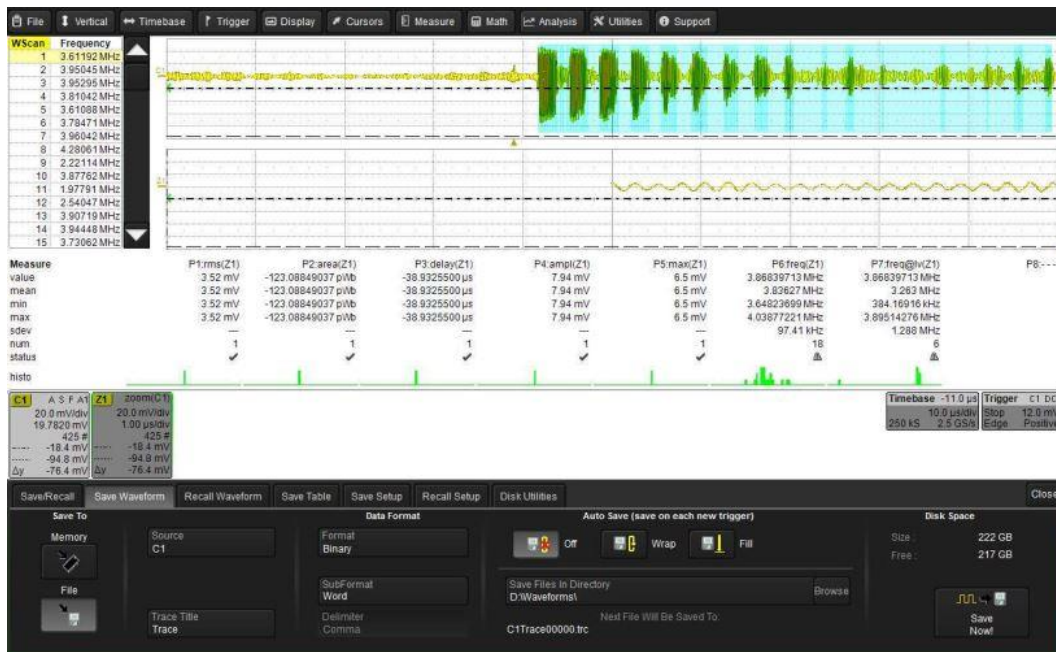 File Vertical Timebase Trigger Display Cursors Measure Math Analysis Utilities Support
WScan Frequency
1 3.61192 MHz
2 3.95045 MHz
3 3.95295 MHz
4 3.81042 MHz
5 3.61088 MHz
6 3.78471 MHz
7 3.96042 MHz
8 4.28061 MHz
9 2.22114 MHz
10 3.87762 MHz
11 1.97791 MHz
12 2.54047 MHz
13 3.90719 MHz
14 3.94448 MHz
15 3.73062 MHz
C1
Z1
Measure P1:rms(Z1) P2:area(Z1) P3:delay(Z1) P4:ampl(Z1) P5:max(Z1) P6:freq(Z1) P7:freq@lv(Z1) P8:---
value 3.52 mV -123.08849037 pWb -38.9325500 µs 7.94 mV 6.5 mV 3.86839713 MHz 3.86839713 MHz
mean 3.52 mV -123.08849037 pWb -38.9325500 µs 7.94 mV 6.5 mV 3.83627 MHz 3.263 MHz
min 3.52 mV -123.08849037 pWb -38.9325500 µs 7.94 mV 6.5 mV 3.64823699 MHz 384.16916 kHz
max 3.52 mV -123.08849037 pWb -38.9325500 µs 7.94 mV 6.5 mV 4.03877221 MHz 3.89514276 MHz
sdev --- --- --- --- --- 97.41 kHz 1.288 MHz
num 1 1 1 1 1 18 6
status
histo
C1 A S F A1 Z1 zoom(C1)
20.0 mV/div 20.0 mV/div
19.7820 mV 1.00 µs/div
425 # 425 #
-18.4 mV -18.4 mV
-94.8 mV -94.8 mV
Δy -76.4 mV Δy -76.4 mV
Timebase -11.0 µs Trigger C1 DC
10.0 µs/div Stop 12.0 mV
250 kS 2.5 GS/s Edge Positive
Save/Recall Save Waveform Recall Waveform Save Table Save Setup Recall Setup Disk Utilities Close
Save To Data Format Auto Save (save on each new trigger) Disk Space
Memory
Source
C1
Format
Binary
Off Wrap Fill
Size : 222 GB
Free : 217 GB
File
SubFormat
Word
Save Files In Directory
D:\Waveforms\
Browse
Trace Title
Trace
Delimiter
Comma
Next File Will Be Saved To:
C1Trace00000.trc
Save
Now!